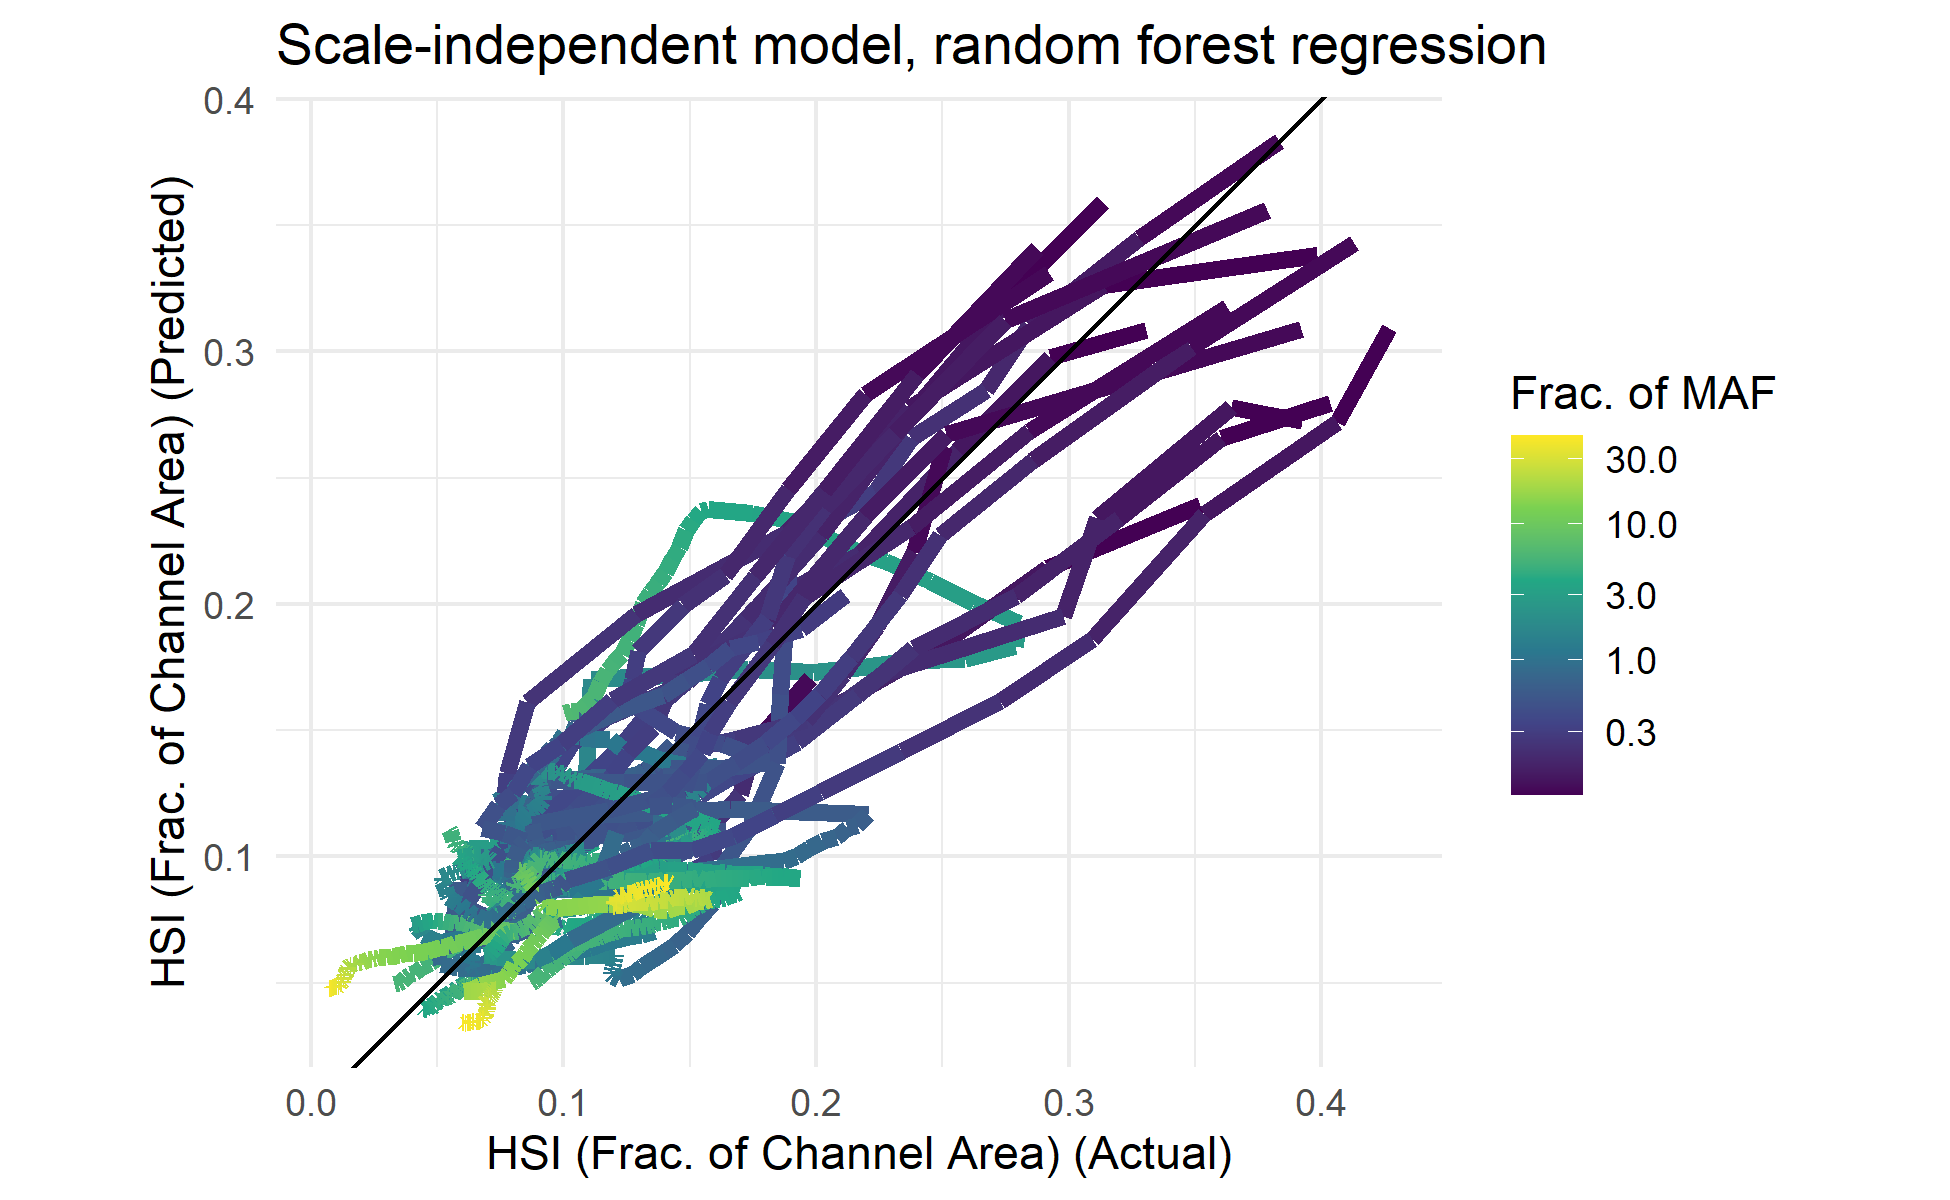 Scale-independent model, random forest regression
HSI (Frac. of Channel Area) (Predicted)
0.4
0.3
0.2
0.1
0.0 0.1 0.2 0.3 0.4
HSI (Frac. of Channel Area) (Actual)
Frac. of MAF
30.0
10.0
3.0
1.0
0.3